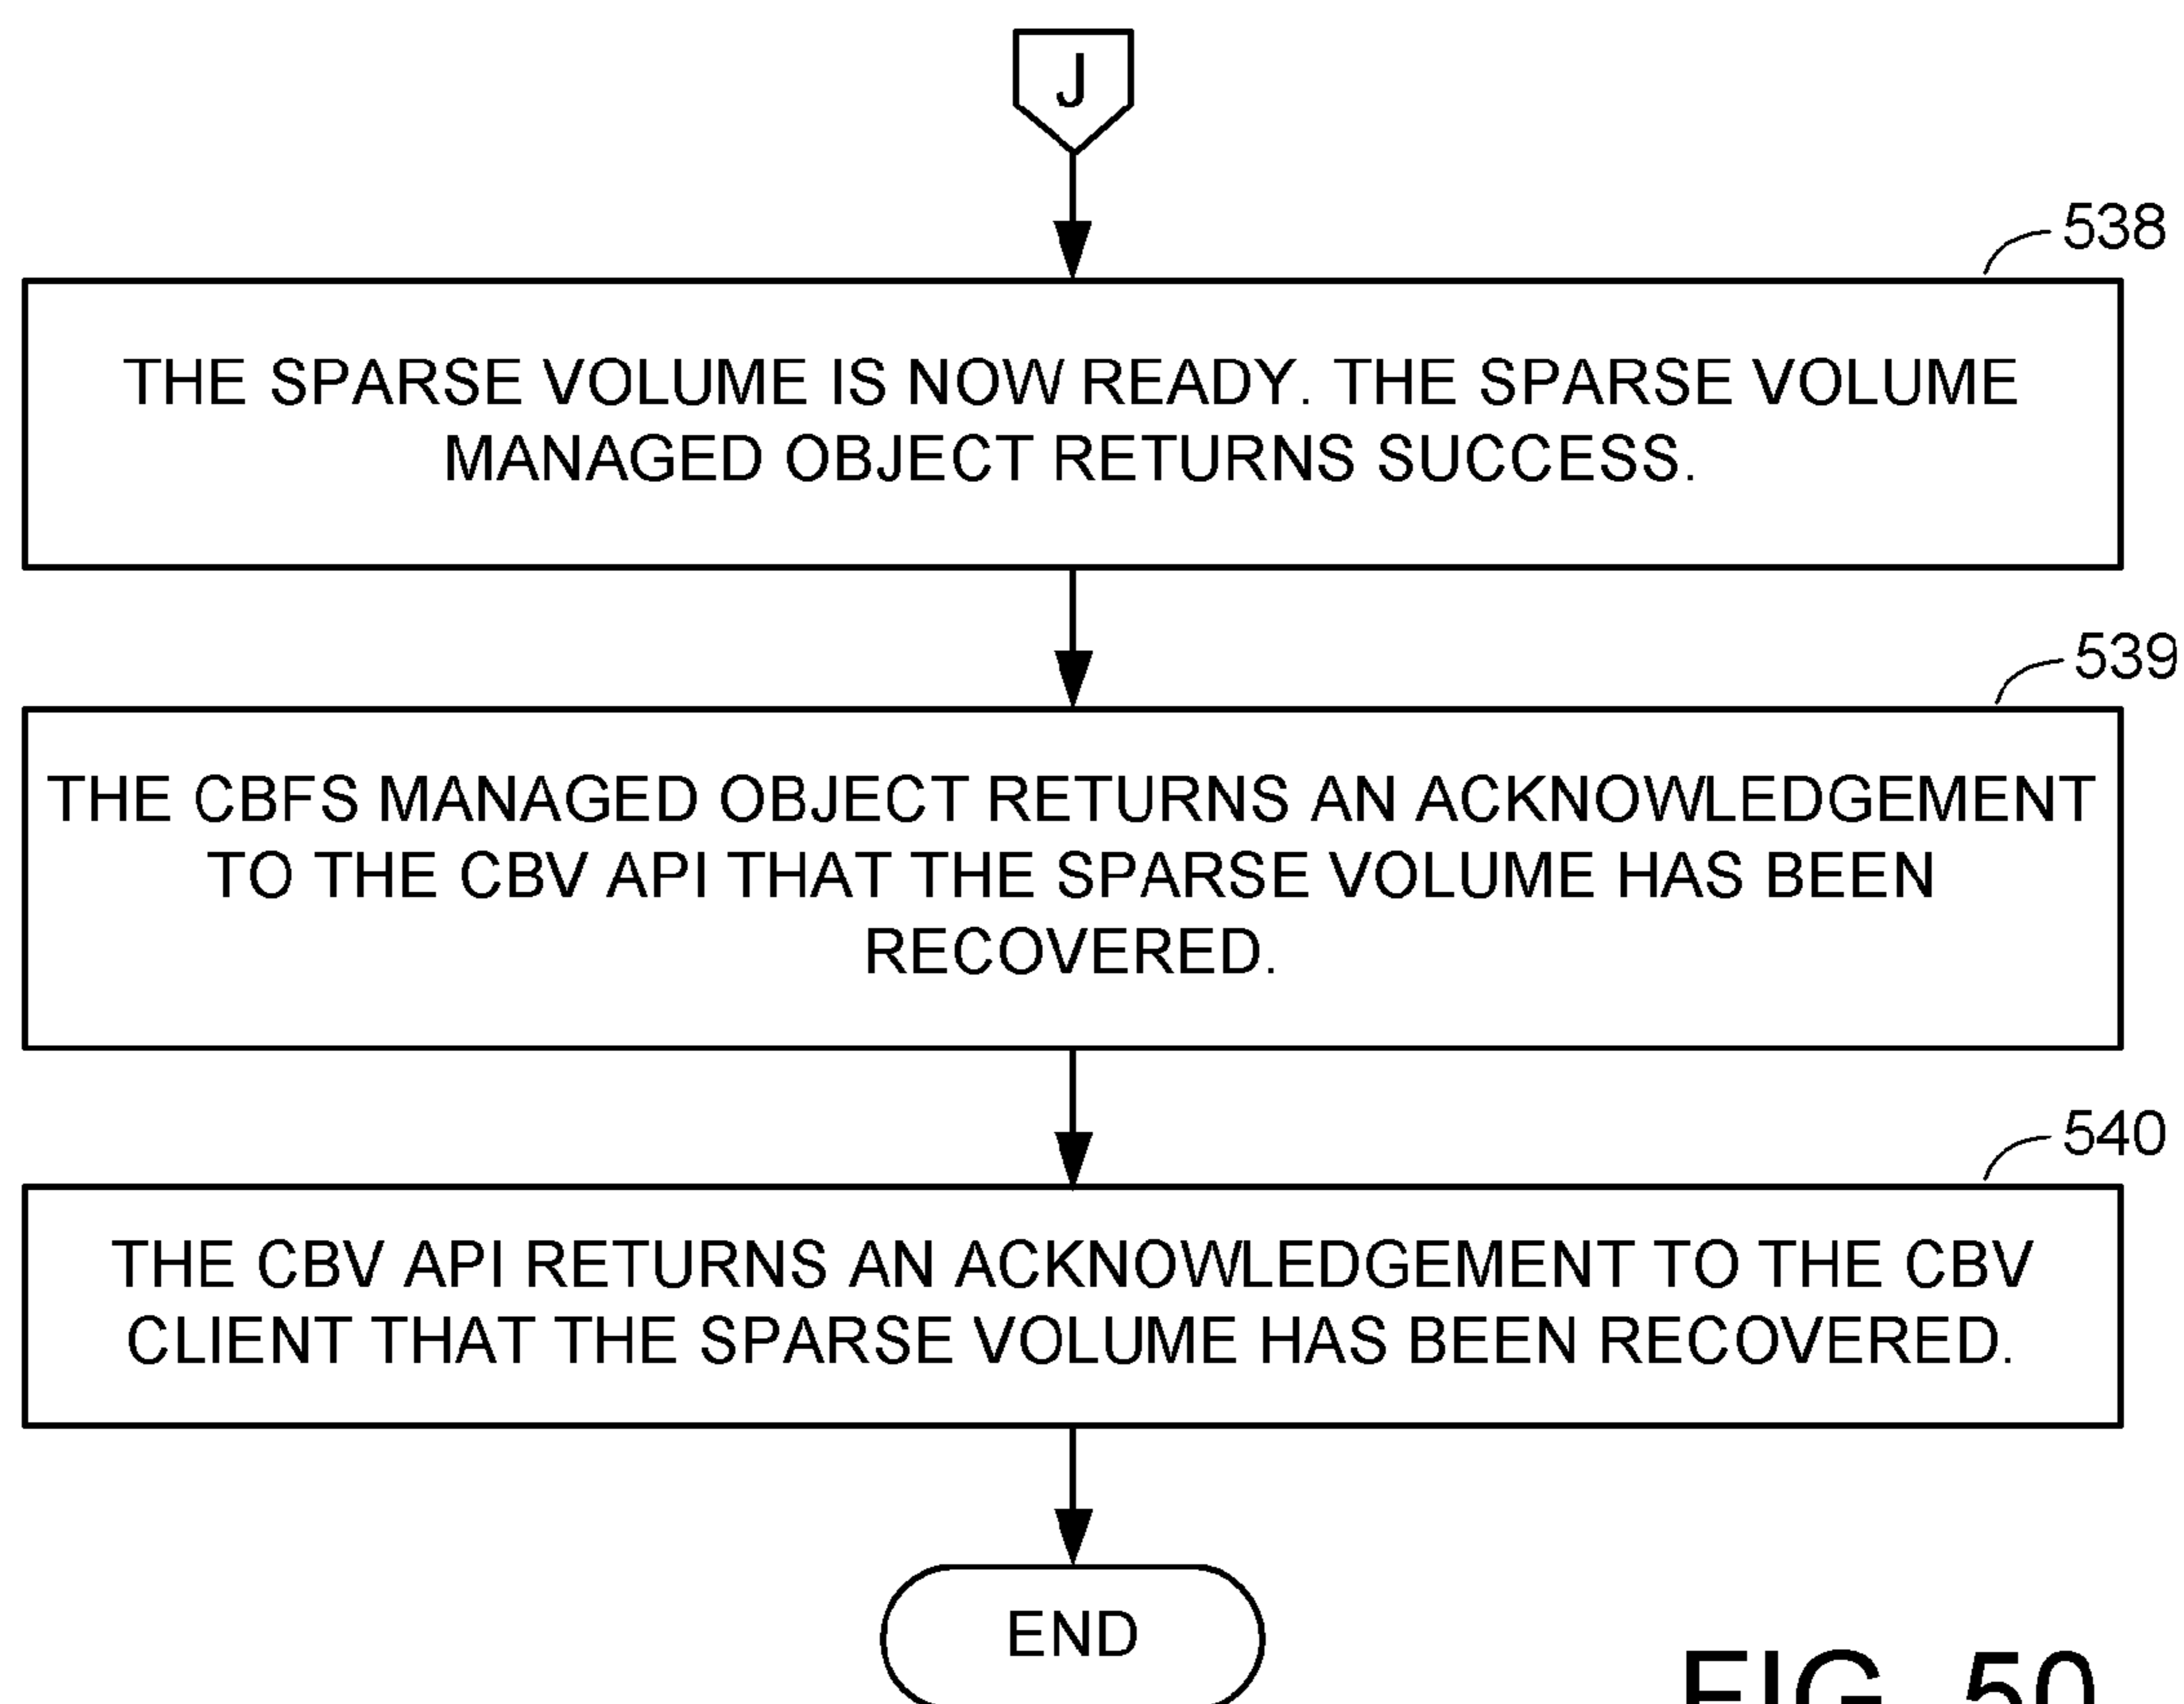 J
538
THE SPARSE VOLUME IS NOW READY. THE SPARSE VOLUME
MANAGED OBJECT RETURNS SUCCESS.
539
THE CBFS MANAGED OBJECT RETURNS AN ACKNOWLEDGEMENT
TO THE CBV API THAT THE SPARSE VOLUME HAS BEEN
RECOVERED.
540
THE CBV API RETURNS AN ACKNOWLEDGEMENT TO THE CBV
CLIENT THAT THE SPARSE VOLUME HAS BEEN RECOVERED.
END
FIG. 50